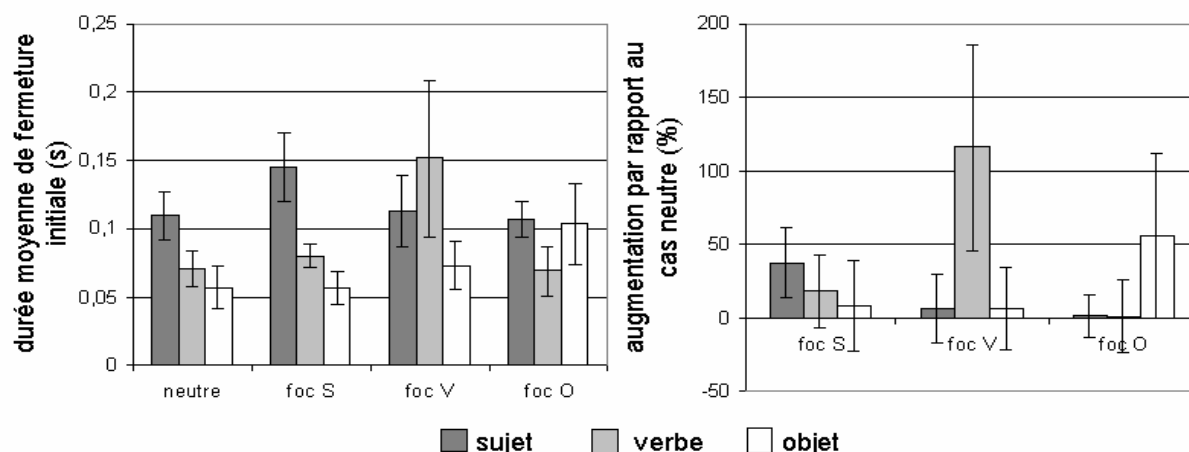 durée moyenne de fermeture
initiale (s)
0,25
0,2
0,15
0,1
0,05
0
neutre
foc S
foc V
foc O
augmentation par rapport au
cas neutre (%)
200
150
100
50
0
-50
foc S
foc V
foc O
sujet
verbe
objet